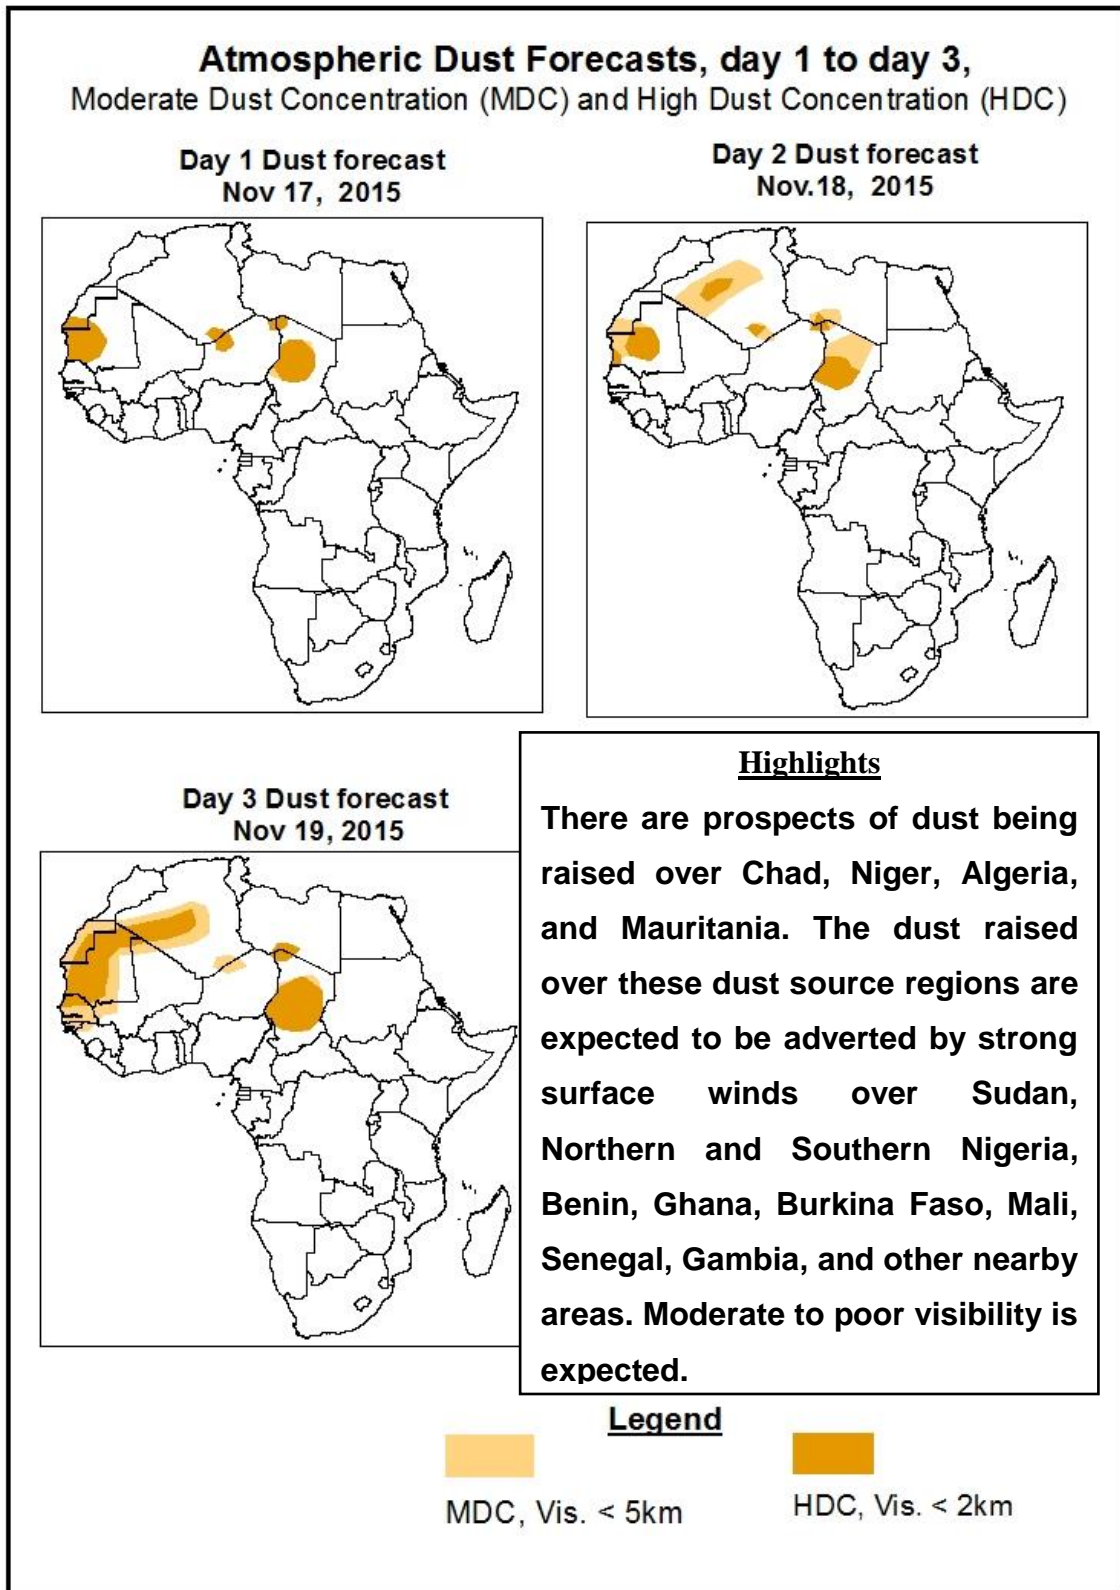 Atmospheric Dust Forecasts, day 1 to day 3,
Moderate Dust Concentration (MDC) and High Dust Concentration (HDC)
Day 1 Dust forecast
Nov 17, 2015
Day 2 Dust forecast
Nov.18, 2015
Day 3 Dust forecast
Nov 19, 2015
Highlights
There are prospects of dust being
raised over Chad, Niger, Algeria,
and Mauritania. The dust raised
over these dust source regions are
expected to be adverted by strong
surface winds over Sudan,
Northern and Southern Nigeria,
Benin, Ghana, Burkina Faso, Mali,
Senegal, Gambia, and other nearby
areas. Moderate to poor visibility is
expected.
Legend
MDC, Vis. < 5km
HDC, Vis. < 2km